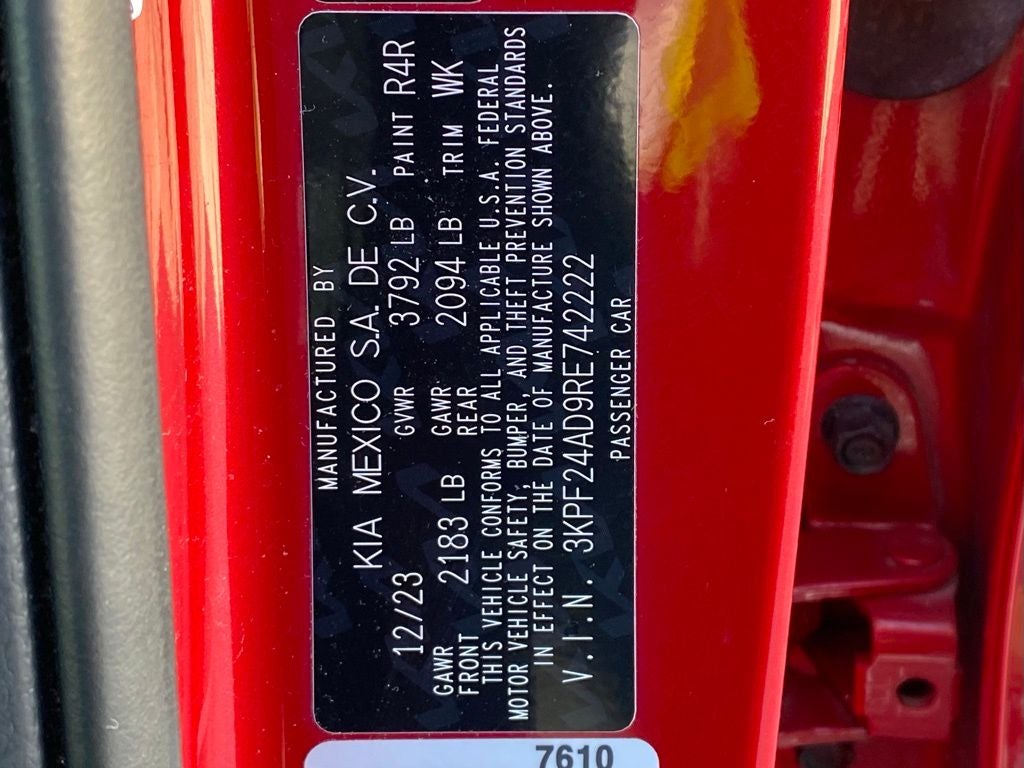 MANUFACTURED BY
KIA MEXICO S.A. DE C.V.
12/23 GVWR 3792 LB PAINT R4R
GAWR FRONT 2183 LB GAWR REAR 2094 LB TRIM WK
THIS VEHICLE CONFORMS TO ALL APPLICABLE U.S.A. FEDERAL
MOTOR VEHICLE SAFETY, BUMPER, AND THEFT PREVENTION STANDARDS
IN EFFECT ON THE DATE OF MANUFACTURE SHOWN ABOVE.
V.I.N. 3KPF24AD9RE742222
PASSENGER CAR
7610